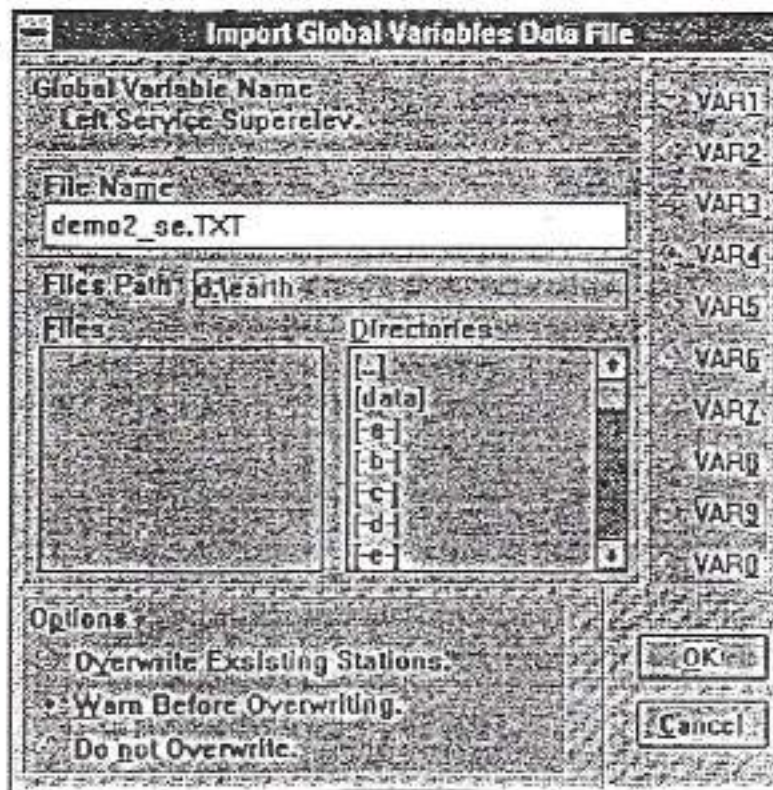 Import Global Variables Data File
Global Variable Name
Left Service Superelev.
File Name
demo2_se.TXT
Files Path
d:\earth
Files
Directories
[..]
[data]
[-a-]
[-b-]
[-c-]
[-d-]
[-e-]
VAR1
VAR2
VAR3
VAR4
VAR5
VAR6
VAR7
VAR8
VAR9
VAR0
Options
Overwrite Exsisting Stations.
Warn Before Overwriting.
Do not Overwrite.
OK
Cancel